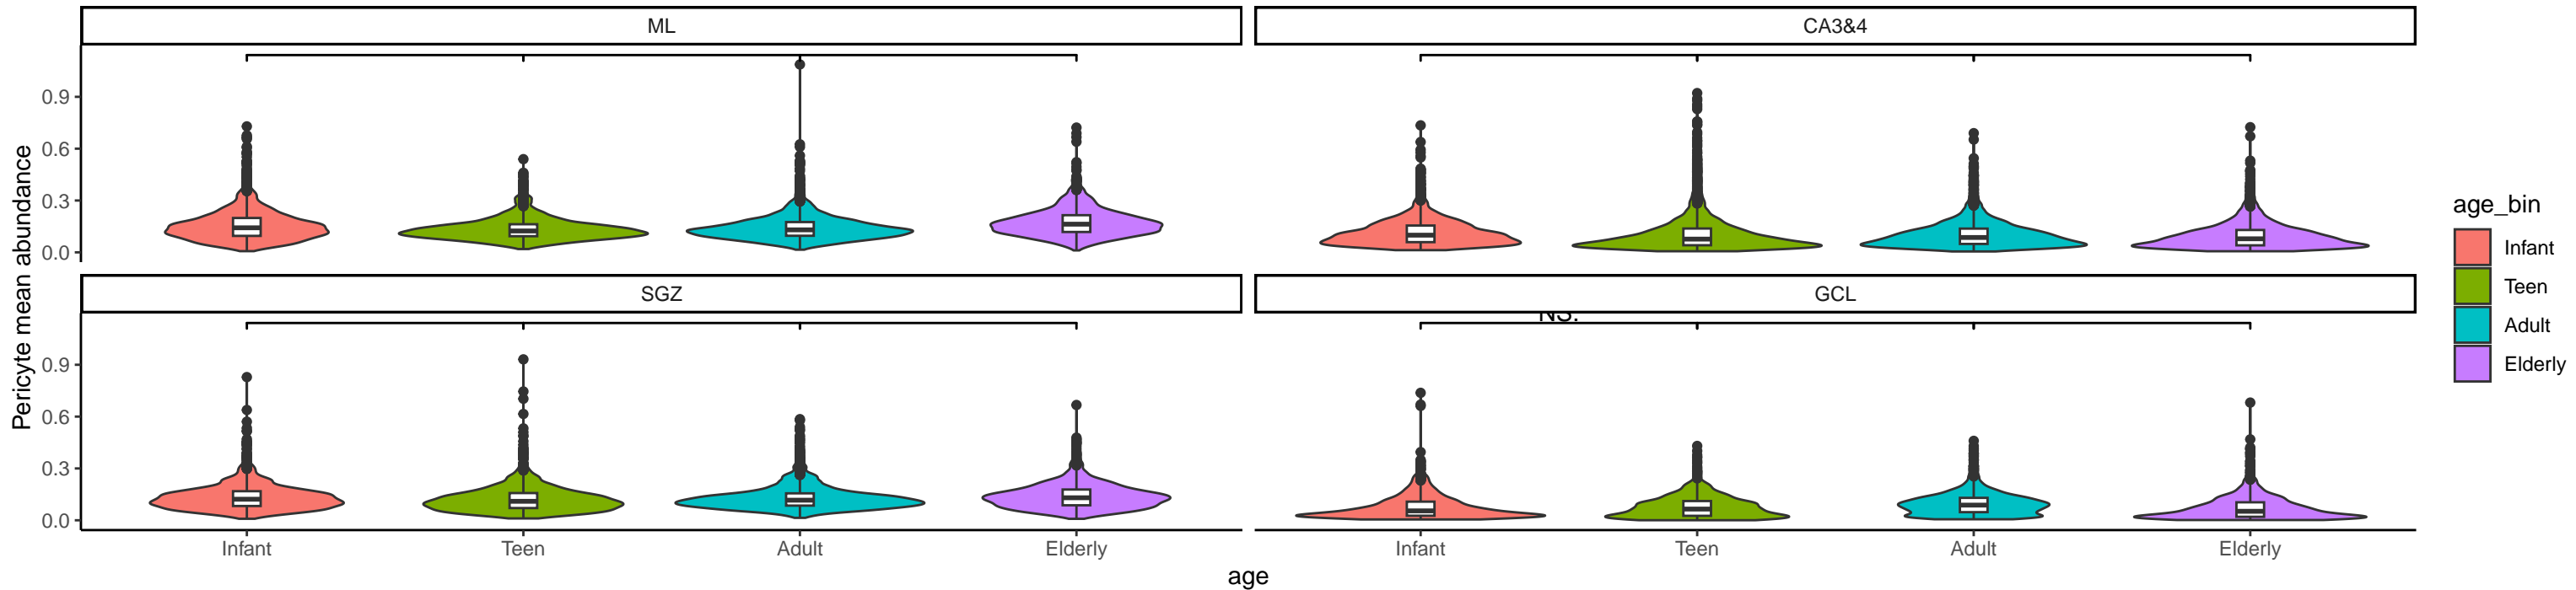 ML
CA3&4
0.9
0.6
0.3
0.0
SGZ
GCL
NS.
0.9
0.6
0.3
0.0
Infant
Teen
Adult
Elderly
Infant
Teen
Adult
Elderly
age
Pericyte mean abundance
age_bin
Infant
Teen
Adult
Elderly